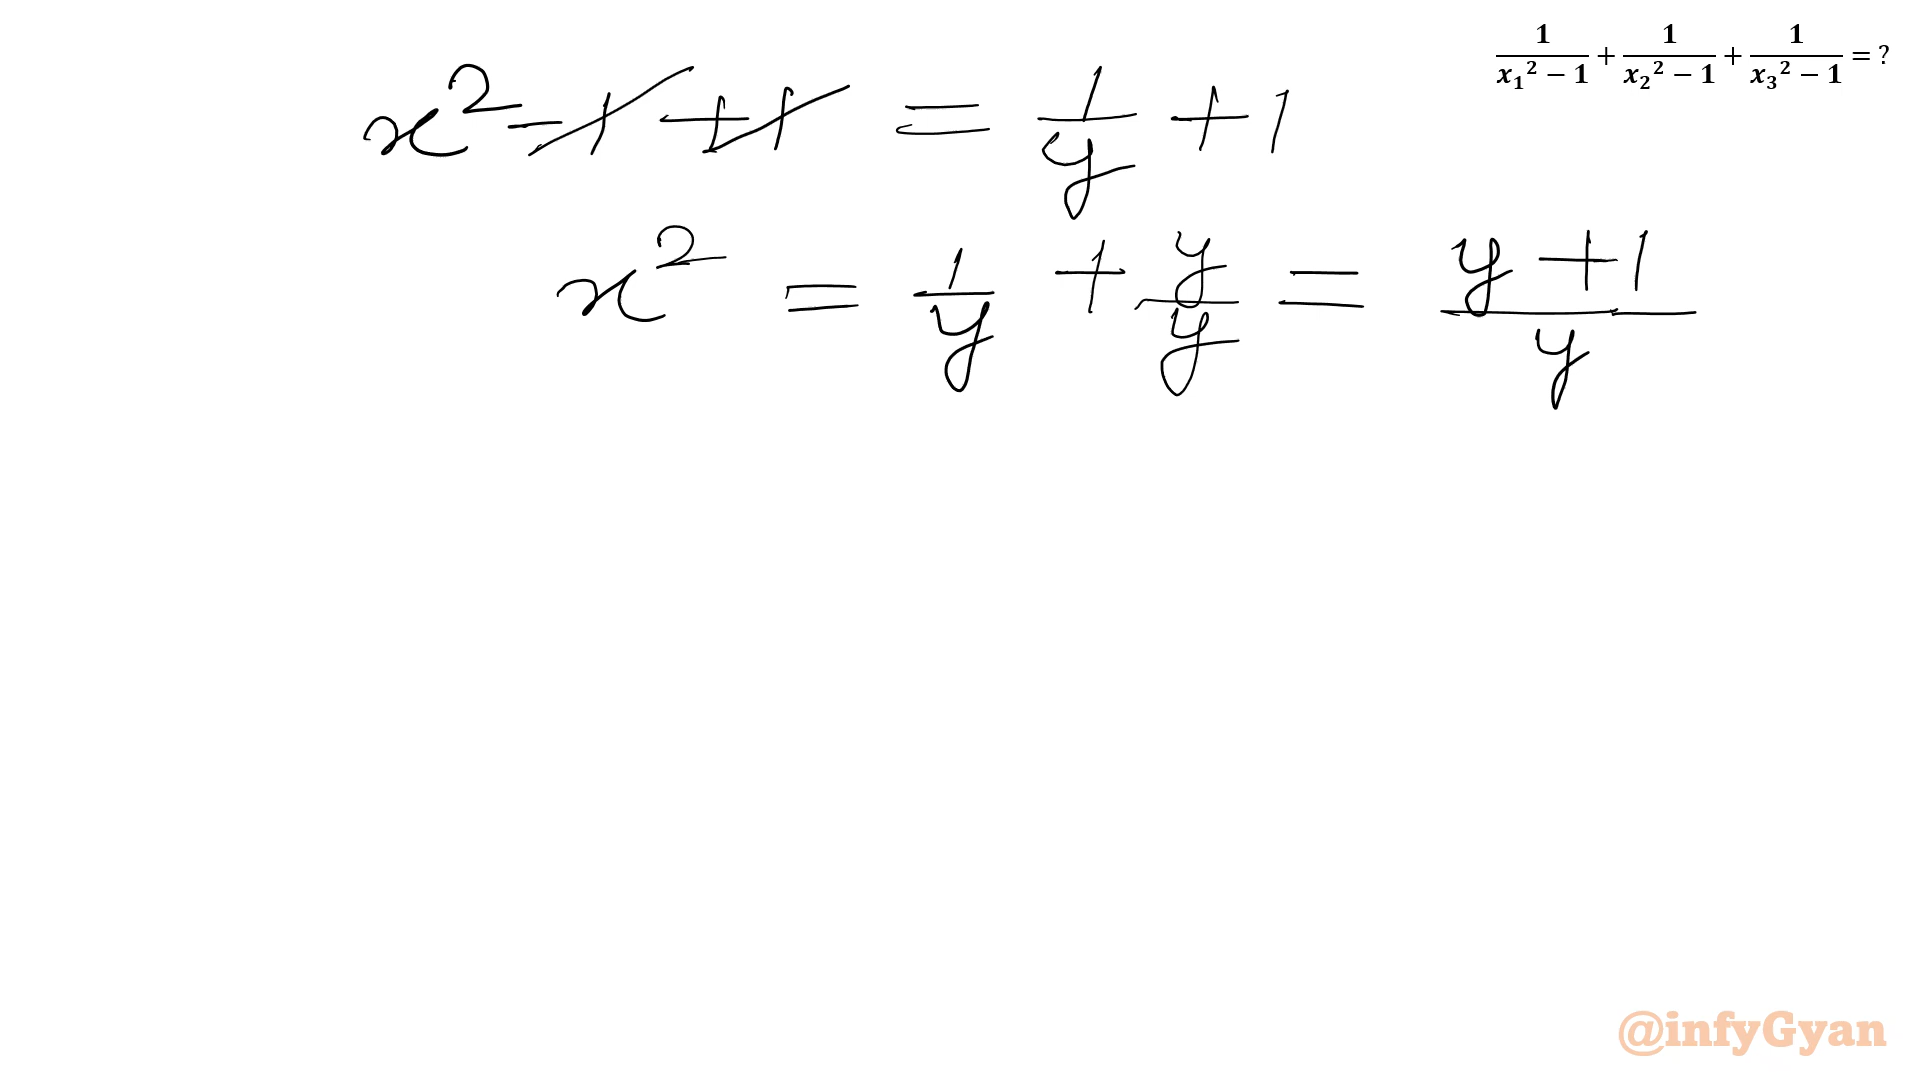 1/(x₁² − 1) + 1/(x₂² − 1) + 1/(x₃² − 1) = ?
x² − 1 + 1 = 1/y + 1
x² = 1/y + y/y = (y + 1)/y
@infyGyan